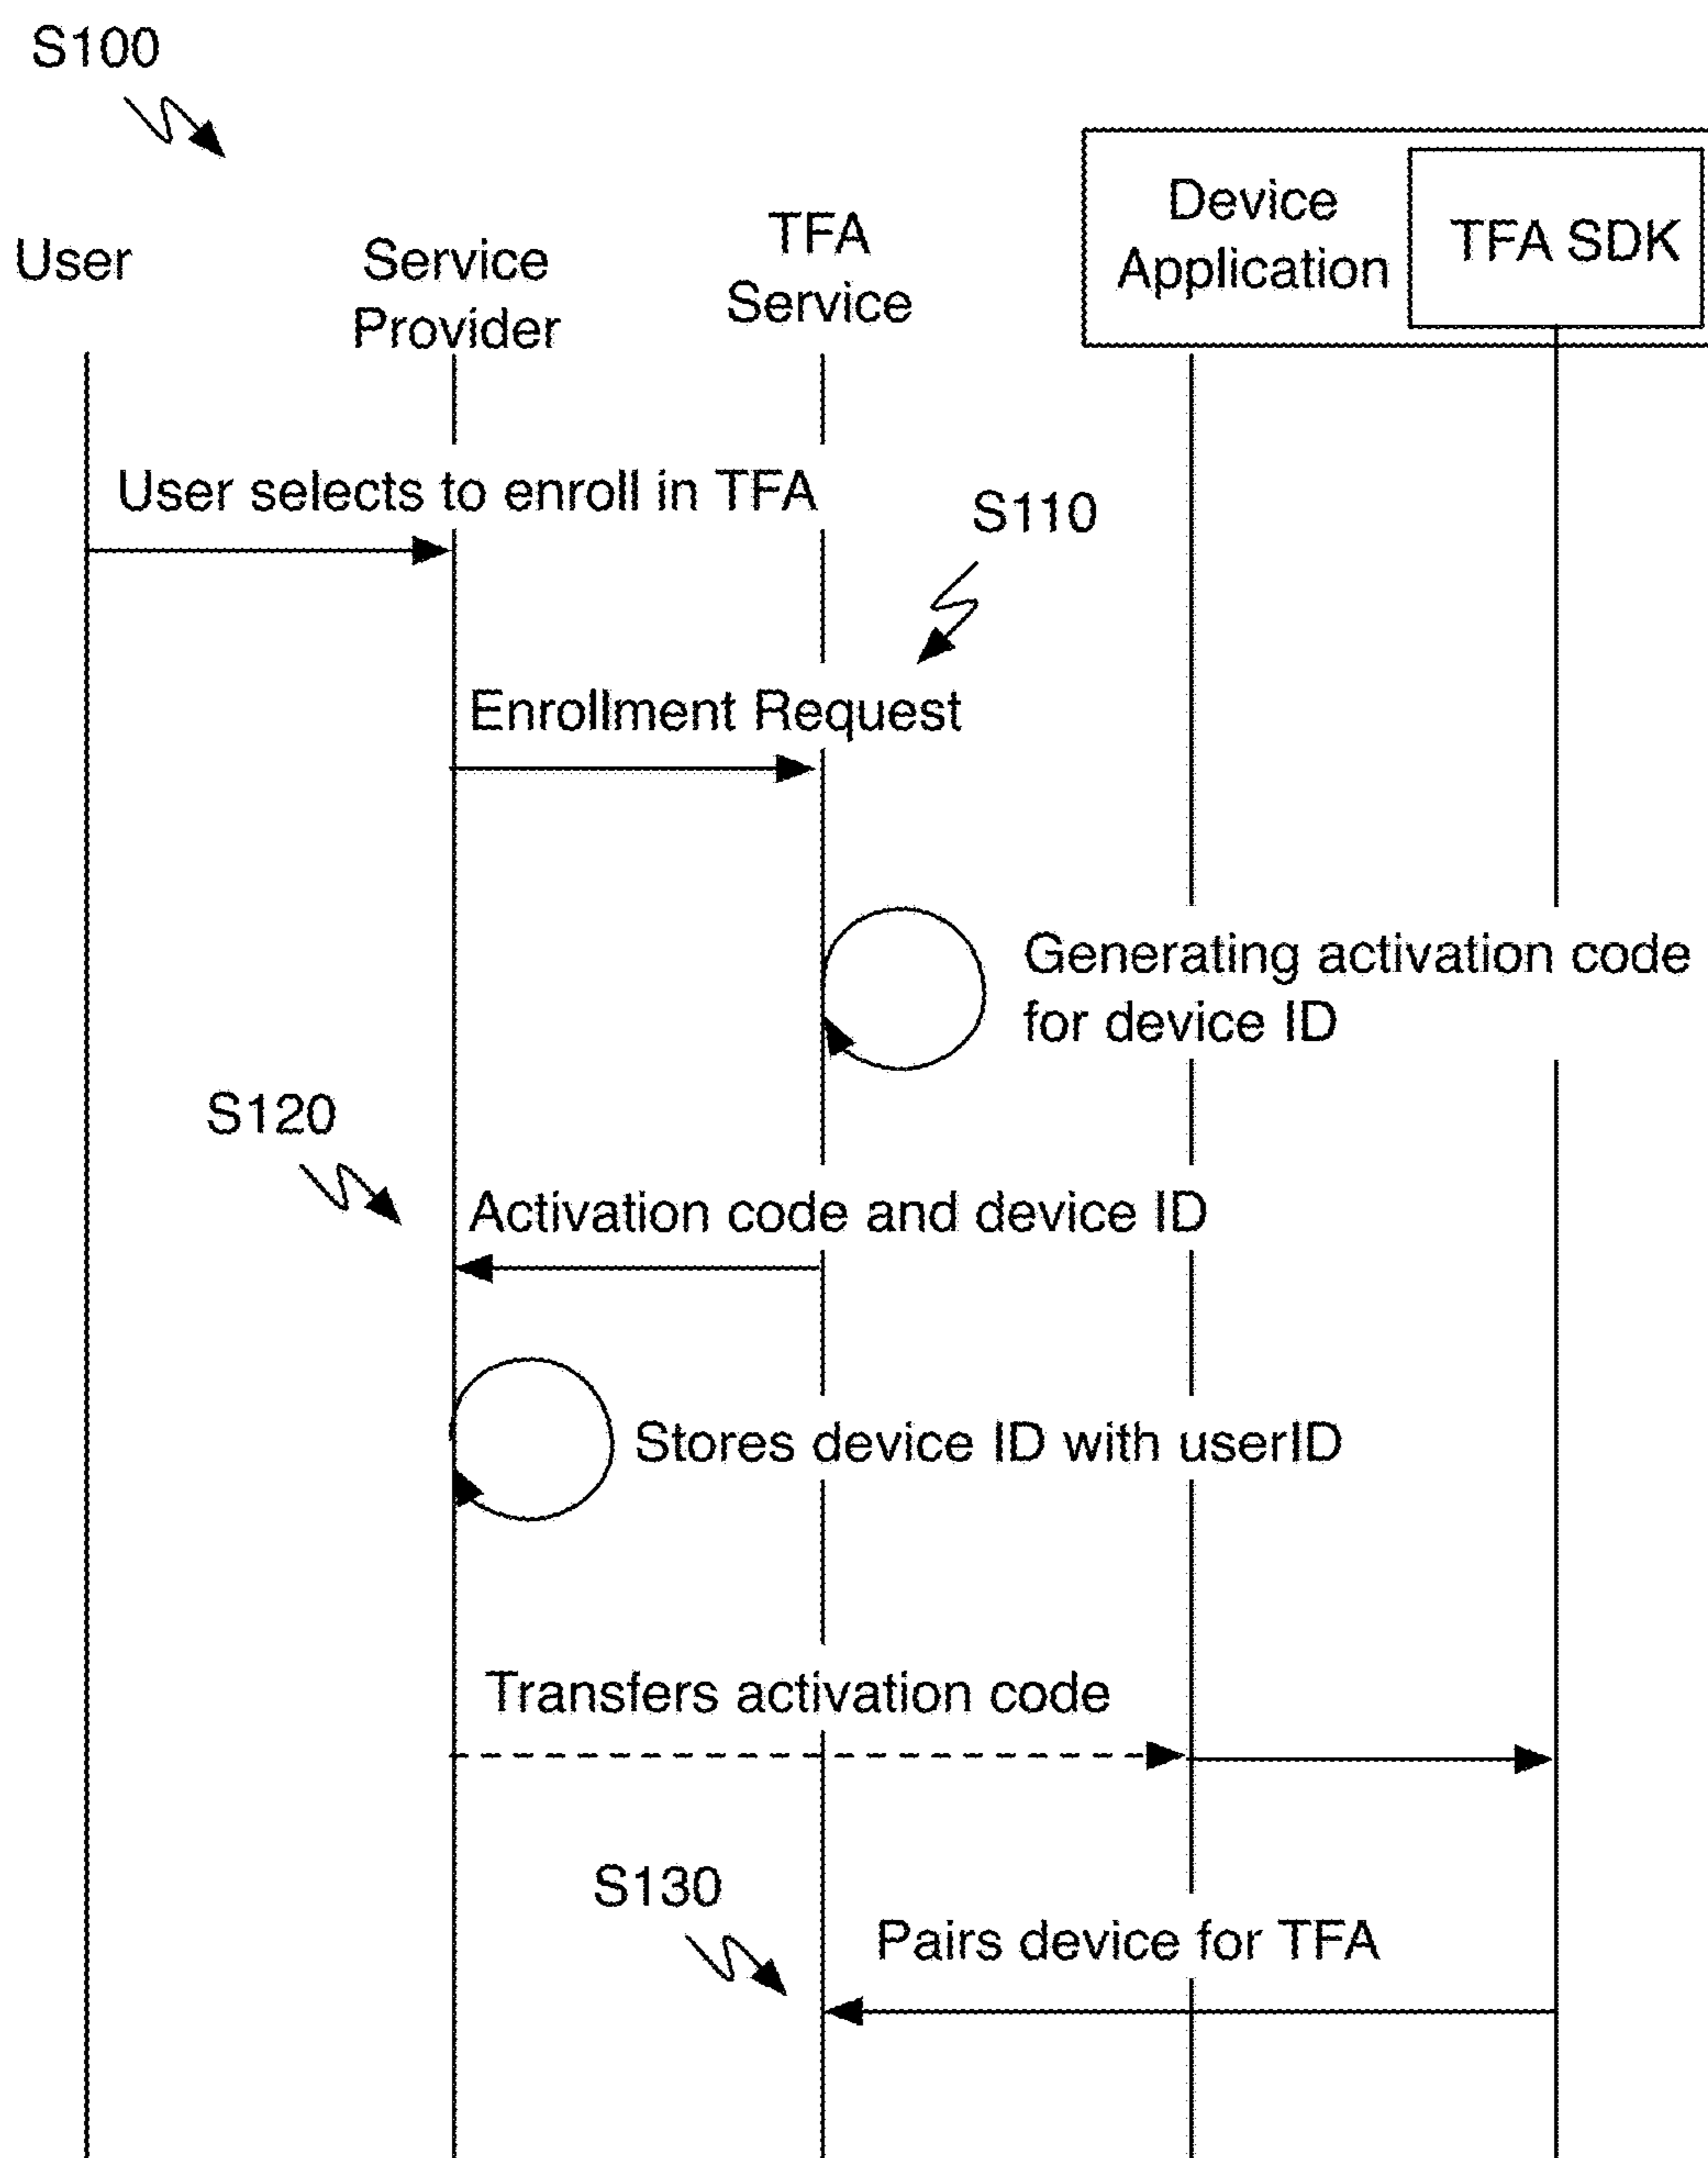 S100
User
Service
Provider
TFA
Service
Device
Application
TFA SDK
User selects to enroll in TFA
S110
Enrollment Request
Generating activation code
for device ID
S120
Activation code and device ID
Stores device ID with userID
Transfers activation code
S130
Pairs device for TFA